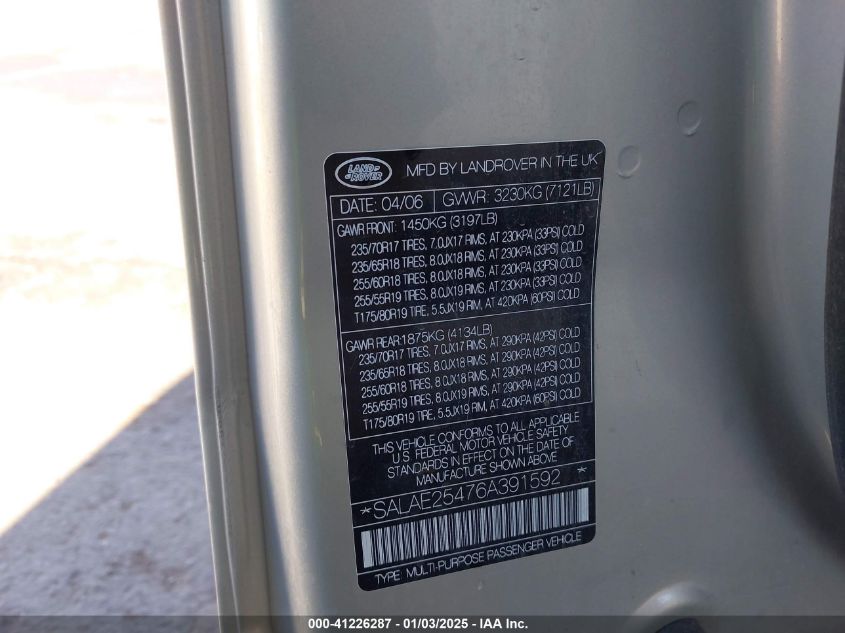 LAND ROVER
MFD BY LANDROVER IN THE UK
DATE: 04/06 GVWR: 3230KG (7121LB)
GAWR FRONT: 1450KG (3197LB)
235/70R17 TIRES, 7.0JX17 RIMS, AT 230KPA (33PSI) COLD
235/65R18 TIRES, 8.0JX18 RIMS, AT 230KPA (33PSI) COLD
255/60R18 TIRES, 8.0JX18 RIMS, AT 230KPA (33PSI) COLD
255/55R19 TIRES, 8.0JX19 RIMS, AT 230KPA (33PSI) COLD
T175/80R19 TIRE, 5.5JX19 RIM, AT 420KPA (60PSI) COLD
GAWR REAR: 1875KG (4134LB)
235/70R17 TIRES, 7.0JX17 RIMS, AT 290KPA (42PSI) COLD
235/65R18 TIRES, 8.0JX18 RIMS, AT 290KPA (42PSI) COLD
255/60R18 TIRES, 8.0JX18 RIMS, AT 290KPA (42PSI) COLD
255/55R19 TIRES, 8.0JX19 RIMS, AT 290KPA (42PSI) COLD
T175/80R19 TIRE, 5.5JX19 RIM, AT 420KPA (60PSI) COLD
THIS VEHICLE CONFORMS TO ALL APPLICABLE
U.S. FEDERAL MOTOR VEHICLE SAFETY
STANDARDS IN EFFECT ON THE DATE OF
MANUFACTURE SHOWN ABOVE
*SALAE25476A391592 *
TYPE: MULTI-PURPOSE PASSENGER VEHICLE
000-41226287 - 01/03/2025 - IAA Inc.